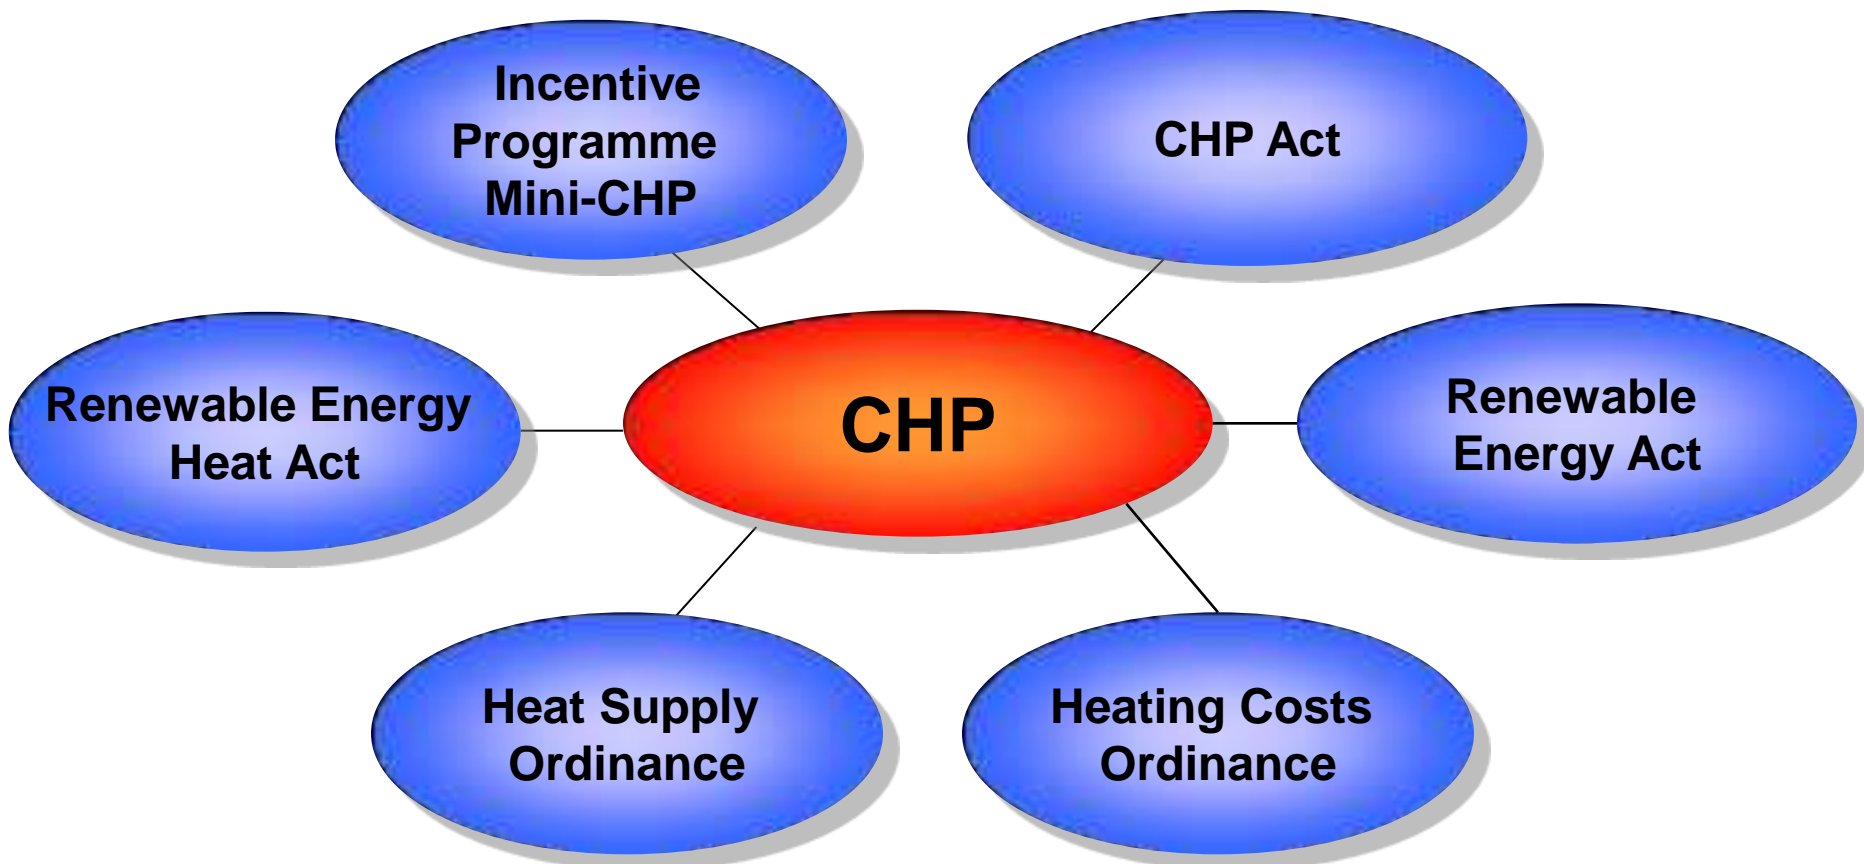 Incentive
Programme
Mini-CHP
CHP Act
Renewable Energy
Heat Act
CHP
Renewable
Energy Act
Heat Supply
Ordinance
Heating Costs
Ordinance